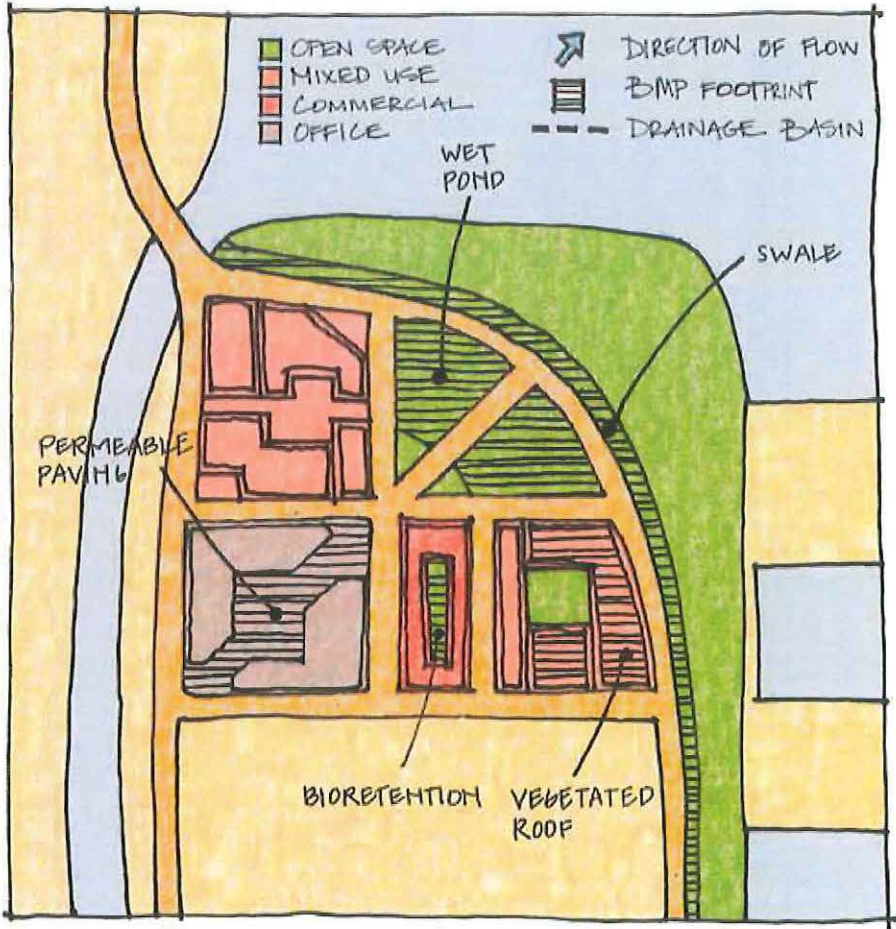 OPEN SPACE
MIXED USE
COMMERCIAL
OFFICE
DIRECTION OF FLOW
BMP FOOTPRINT
DRAINAGE BASIN
WET
POND
SWALE
PERMEABLE
PAVING
BIORETENTION
VEGETATED
ROOF